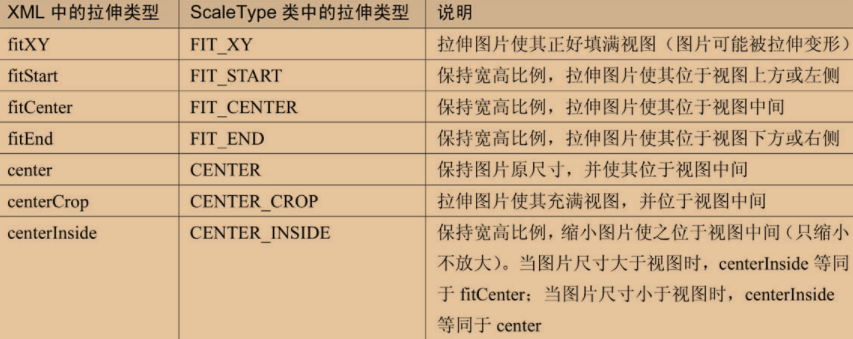 XML 中的拉伸类型 ScaleType 类中的拉伸类型 说明
fitXY FIT_XY 拉伸图片使其正好填满视图（图片可能被拉伸变形）
fitStart FIT_START 保持宽高比例，拉伸图片使其位于视图上方或左侧
fitCenter FIT_CENTER 保持宽高比例，拉伸图片使其位于视图中间
fitEnd FIT_END 保持宽高比例，拉伸图片使其位于视图下方或右侧
center CENTER 保持图片原尺寸，并使其位于视图中间
centerCrop CENTER_CROP 拉伸图片使其充满视图，并位于视图中间
centerInside CENTER_INSIDE 保持宽高比例，缩小图片使之位于视图中间（只缩小
不放大）。当图片尺寸大于视图时，centerInside 等同
于 fitCenter；当图片尺寸小于视图时，centerInside
等同于 center